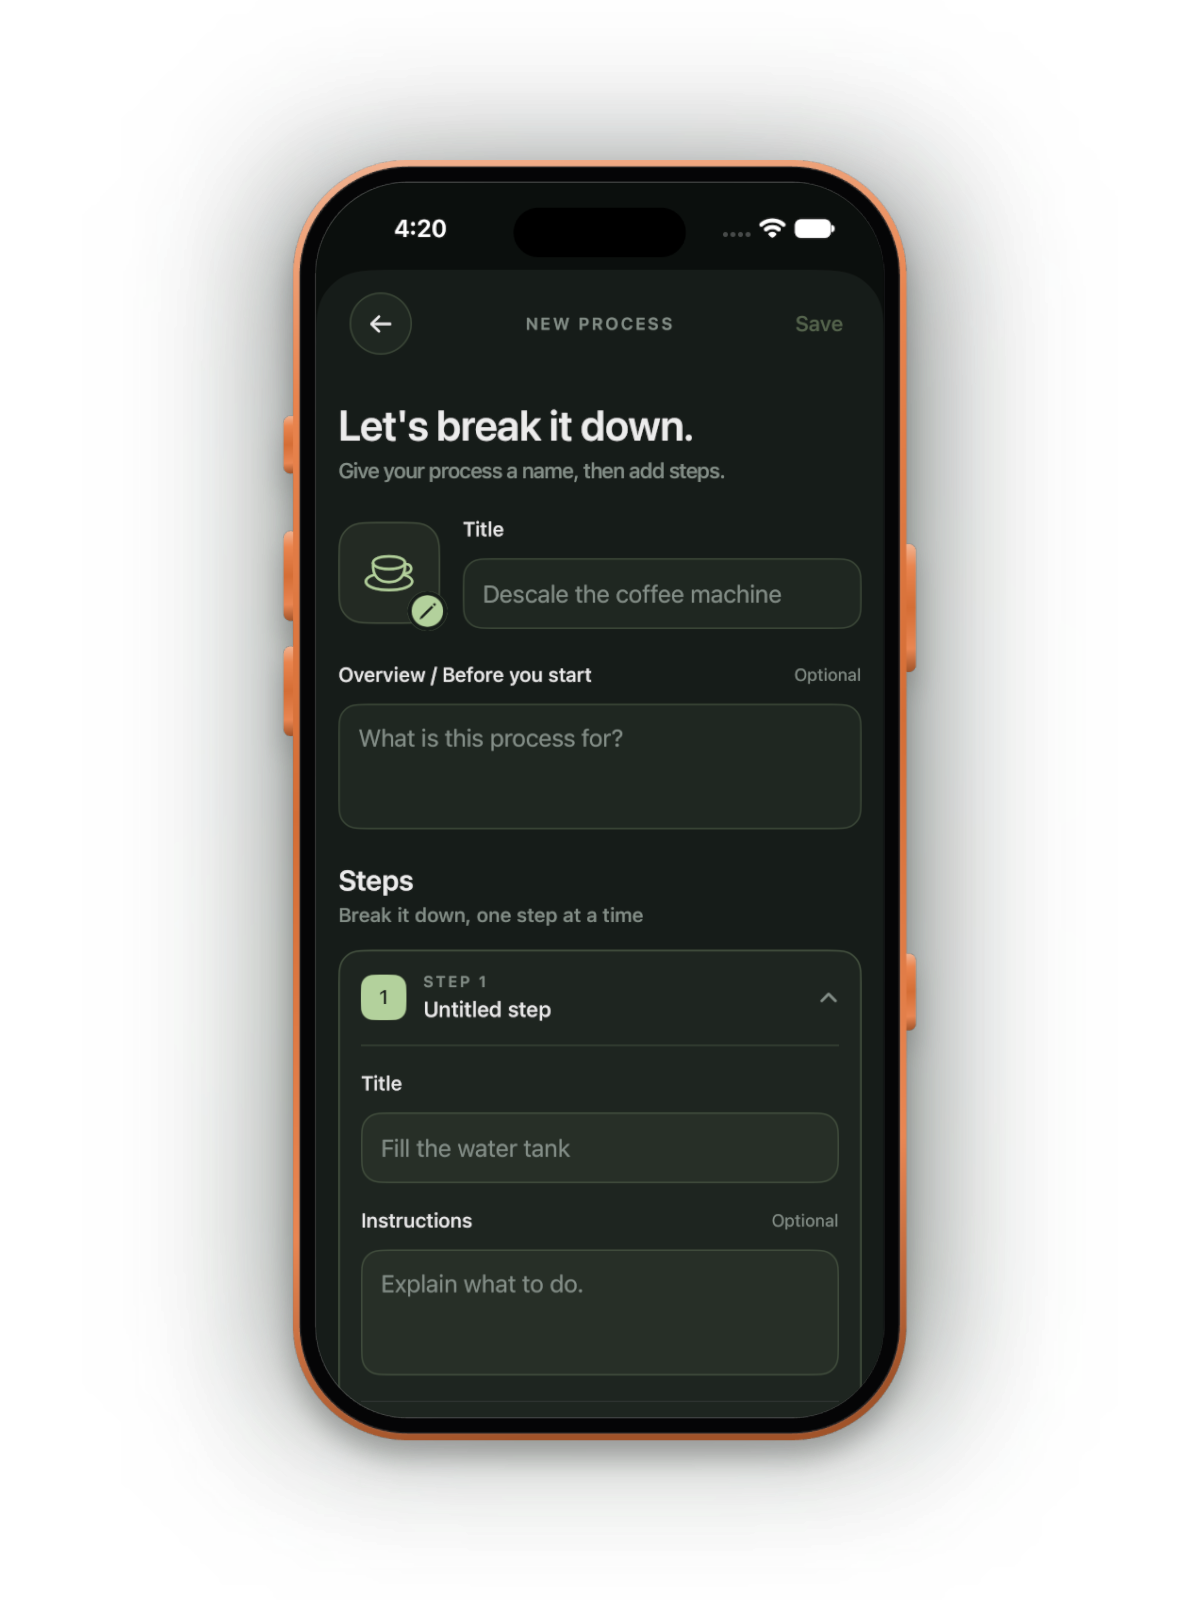 4:20
NEW PROCESS
Save
Let's break it down.
Give your process a name, then add steps.
Title
Descale the coffee machine
Overview / Before you start
Optional
What is this process for?
Steps
Break it down, one step at a time
1
STEP 1
Untitled step
Title
Fill the water tank
Instructions
Optional
Explain what to do.